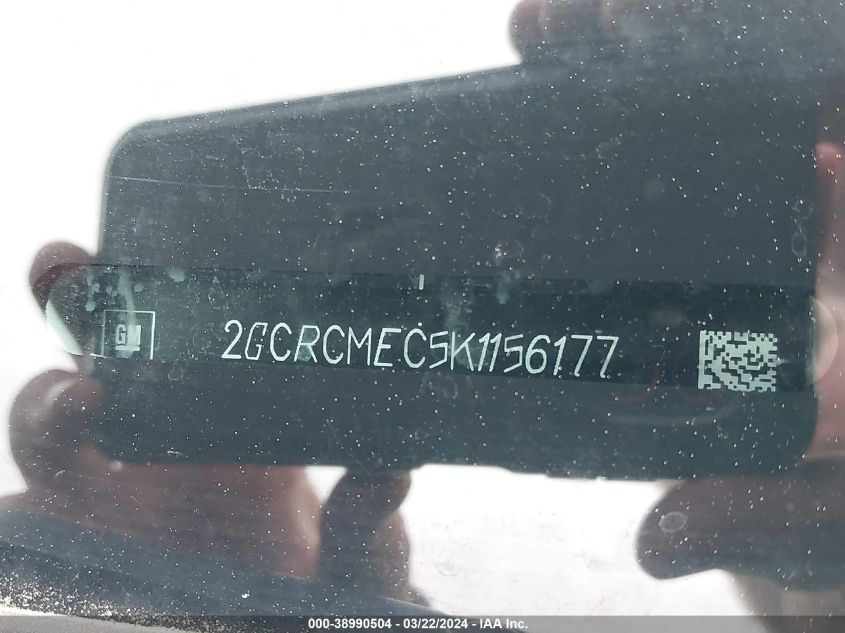 GM
2GCRCMEC5K1156177
000-38990504 - 03/22/2024 - IAA Inc.